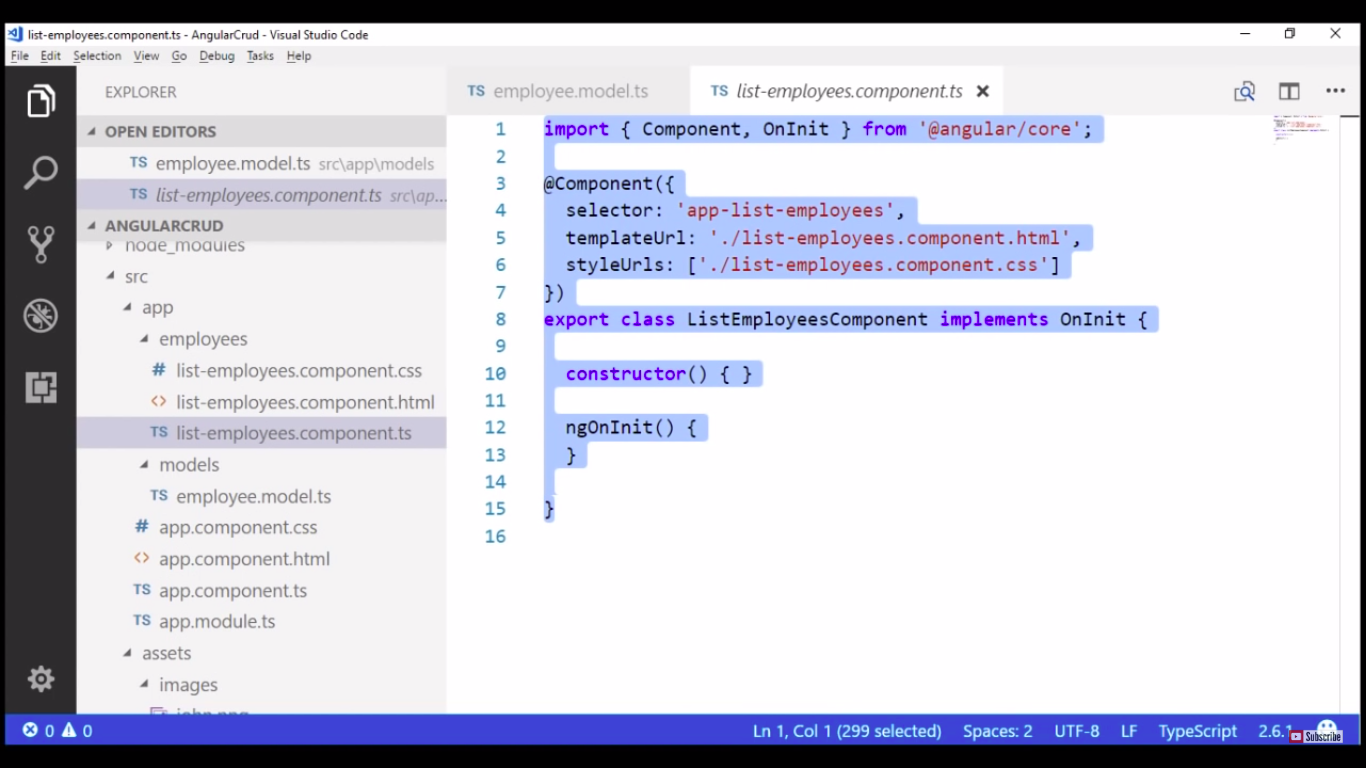 list-employees.component.ts - AngularCrud - Visual Studio Code
File Edit Selection View Go Debug Tasks Help
EXPLORER
OPEN EDITORS
TS employee.model.ts src\app\models
TS list-employees.component.ts src\ap...
ANGULARCRUD
node_modules
src
app
employees
# list-employees.component.css
<> list-employees.component.html
TS list-employees.component.ts
models
TS employee.model.ts
# app.component.css
<> app.component.html
TS app.component.ts
TS app.module.ts
assets
images
john.png
TS employee.model.ts
TS list-employees.component.ts
1 import { Component, OnInit } from '@angular/core';
2
3 @Component({
4   selector: 'app-list-employees',
5   templateUrl: './list-employees.component.html',
6   styleUrls: ['./list-employees.component.css']
7 })
8 export class ListEmployeesComponent implements OnInit {
9
10   constructor() { }
11
12   ngOnInit() {
13   }
14
15 }
16
0 0
Ln 1, Col 1 (299 selected) Spaces: 2 UTF-8 LF TypeScript 2.6.1
Subscribe